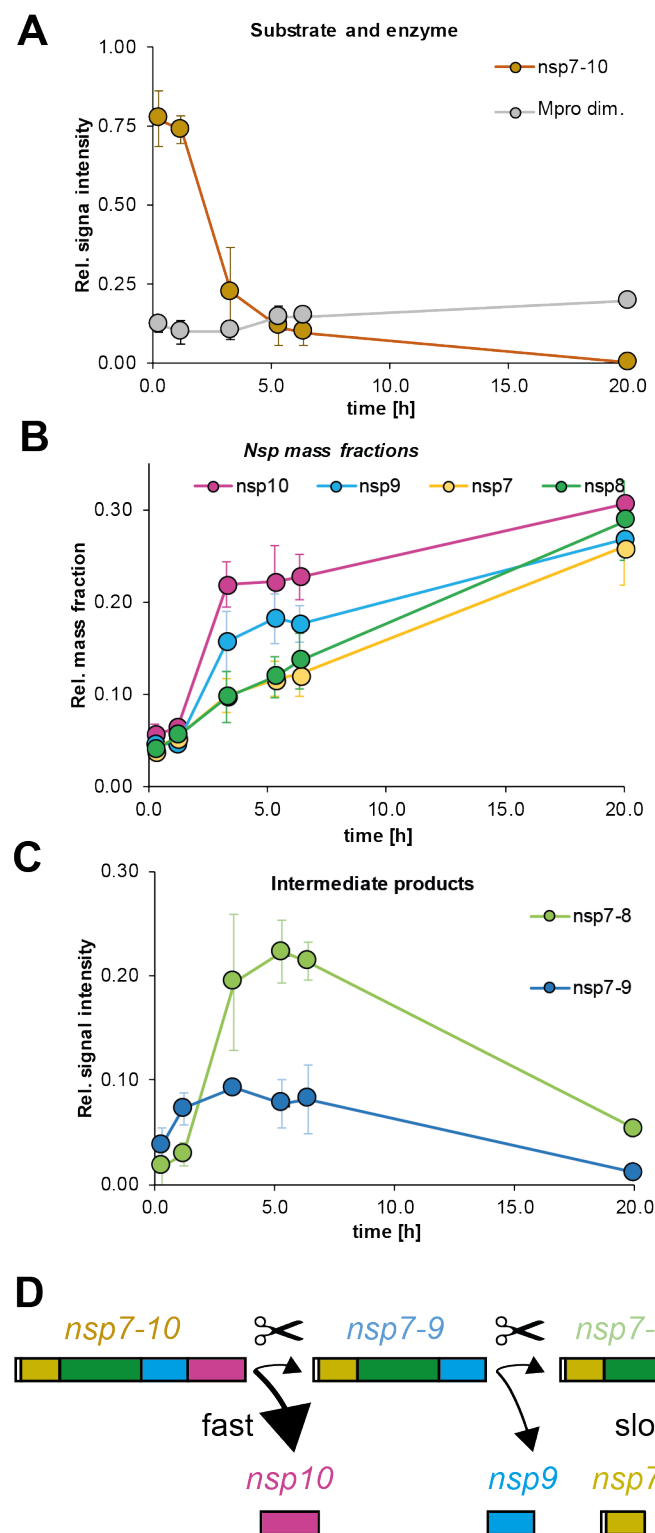 A
Substrate and enzyme
nsp7-10
Mpro dim.
Rel. signa intensity
1.00
0.75
0.50
0.25
0.00
0.0 5.0 10.0 15.0 20.0
time [h]
B
Nsp mass fractions
nsp10 nsp9 nsp7 nsp8
Rel. mass fraction
0.30
0.20
0.10
0.00
0.0 5.0 10.0 15.0 20.0
time [h]
C
Intermediate products
nsp7-8
nsp7-9
Rel. signal intensity
0.30
0.20
0.10
0.00
0.0 5.0 10.0 15.0 20.0
time [h]
D
nsp7-10 nsp7-9 nsp7-
fast slo
nsp10 nsp9 nsp7